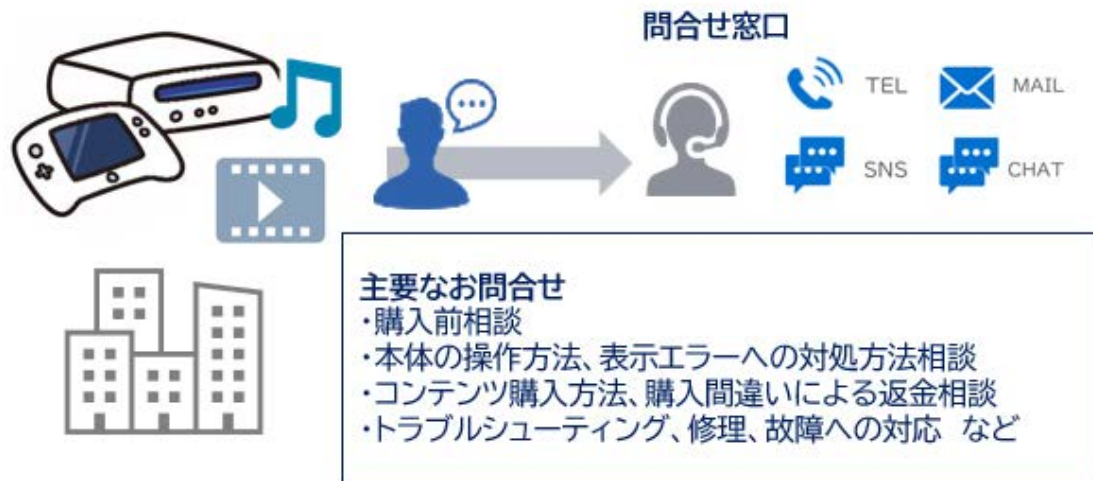 問合せ窓口
TEL
MAIL
SNS
CHAT
主要なお問合せ
・購入前相談
・本体の操作方法、表示エラーへの対処方法相談
・コンテンツ購入方法、購入間違いによる返金相談
・トラブルシューティング、修理、故障への対応　など